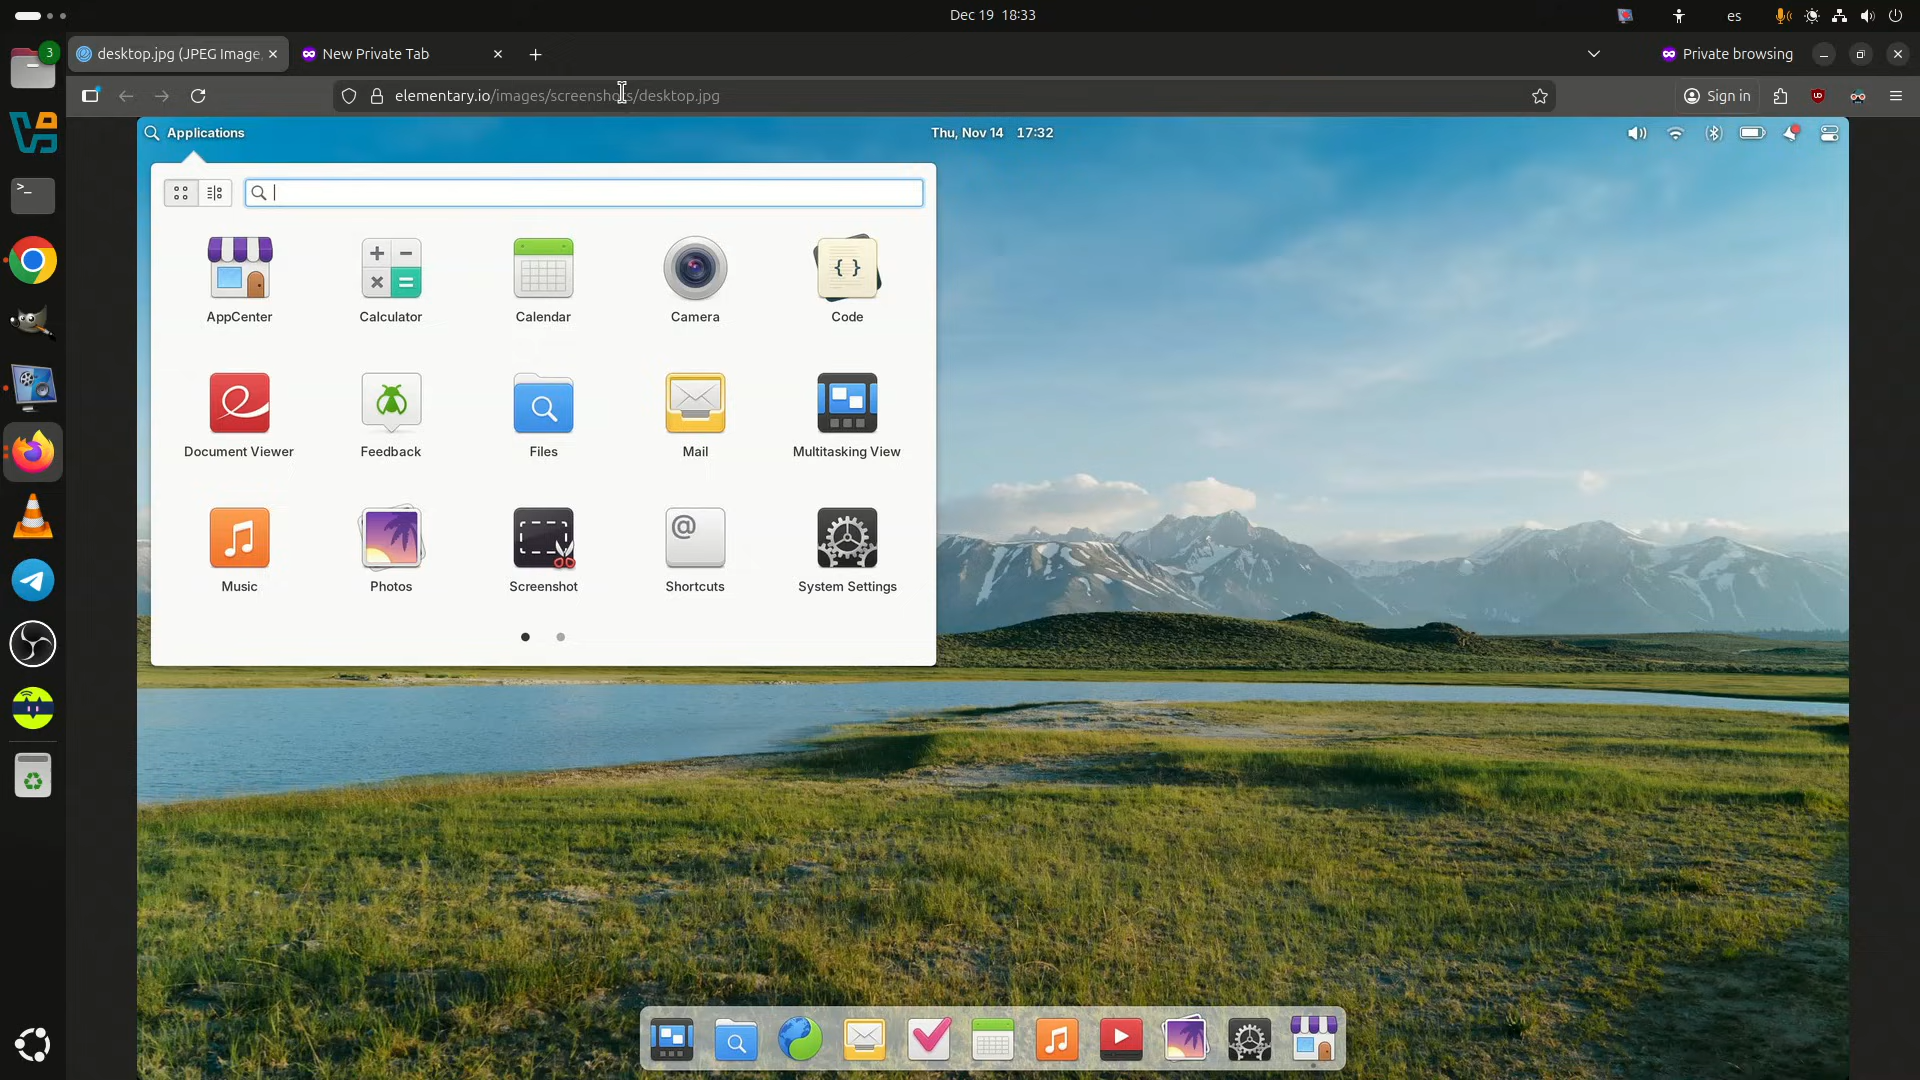 Dec 19 18:33
es
3
desktop.jpg (JPEG Image,
New Private Tab
Private browsing
elementary.io/images/screenshots/desktop.jpg
Sign in
Applications
Thu, Nov 14 17:32
AppCenter
Calculator
Calendar
Camera
Code
Document Viewer
Feedback
Files
Mail
Multitasking View
Music
Photos
Screenshot
Shortcuts
System Settings